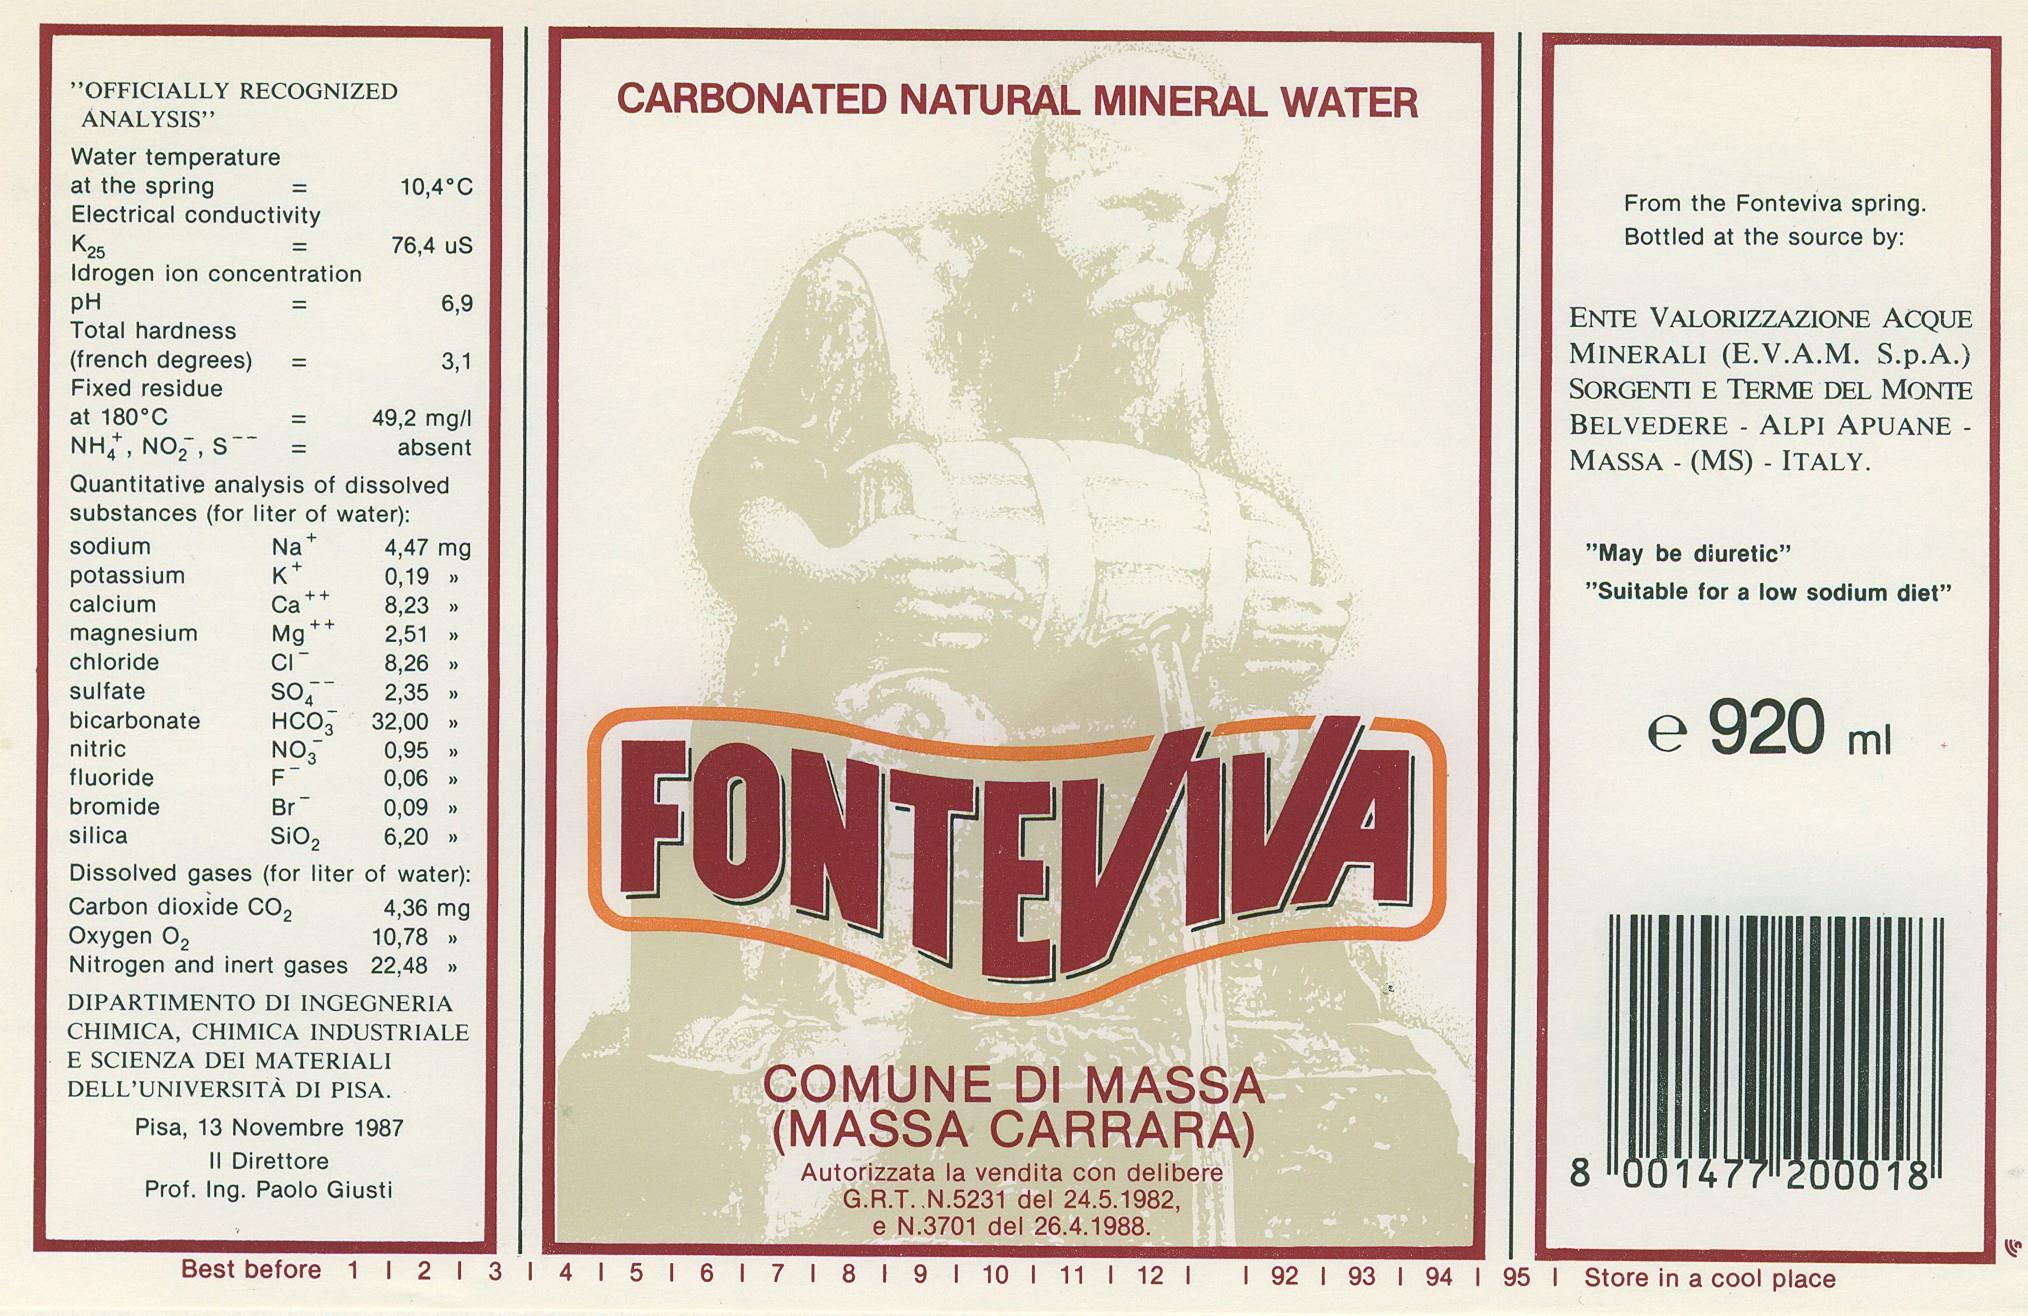 ''OFFICIALLY RECOGNIZED
ANALYSIS''
Water temperature
at the spring = 10,4°C
Electrical conductivity
K25 = 76,4 uS
Idrogen ion concentration
pH = 6,9
Total hardness
(french degrees) = 3,1
Fixed residue
at 180°C = 49,2 mg/l
NH4+, NO2-, S-- = absent
Quantitative analysis of dissolved
substances (for liter of water):
sodium Na+ 4,47 mg
potassium K+ 0,19 »
calcium Ca++ 8,23 »
magnesium Mg++ 2,51 »
chloride Cl- 8,26 »
sulfate SO4-- 2,35 »
bicarbonate HCO3- 32,00 »
nitric NO3- 0,95 »
fluoride F- 0,06 »
bromide Br- 0,09 »
silica SiO2 6,20 »
Dissolved gases (for liter of water):
Carbon dioxide CO2 4,36 mg
Oxygen O2 10,78 »
Nitrogen and inert gases 22,48 »
DIPARTIMENTO DI INGEGNERIA
CHIMICA, CHIMICA INDUSTRIALE
E SCIENZA DEI MATERIALI
DELL'UNIVERSITÀ DI PISA.
Pisa, 13 Novembre 1987
Il Direttore
Prof. Ing. Paolo Giusti
CARBONATED NATURAL MINERAL WATER
FONTEVIVA
COMUNE DI MASSA
(MASSA CARRARA)
Autorizzata la vendita con delibere
G.R.T. N.5231 del 24.5.1982,
e N.3701 del 26.4.1988.
From the Fonteviva spring.
Bottled at the source by:
ENTE VALORIZZAZIONE ACQUE
MINERALI (E.V.A.M. S.p.A.)
SORGENTI E TERME DEL MONTE
BELVEDERE - ALPI APUANE -
MASSA - (MS) - ITALY.
''May be diuretic''
''Suitable for a low sodium diet''
℮ 920 ml
8 001477 200018
Best before 1 | 2 | 3 | 4 | 5 | 6 | 7 | 8 | 9 | 10 | 11 | 12 | | 92 | 93 | 94 | 95 | Store in a cool place